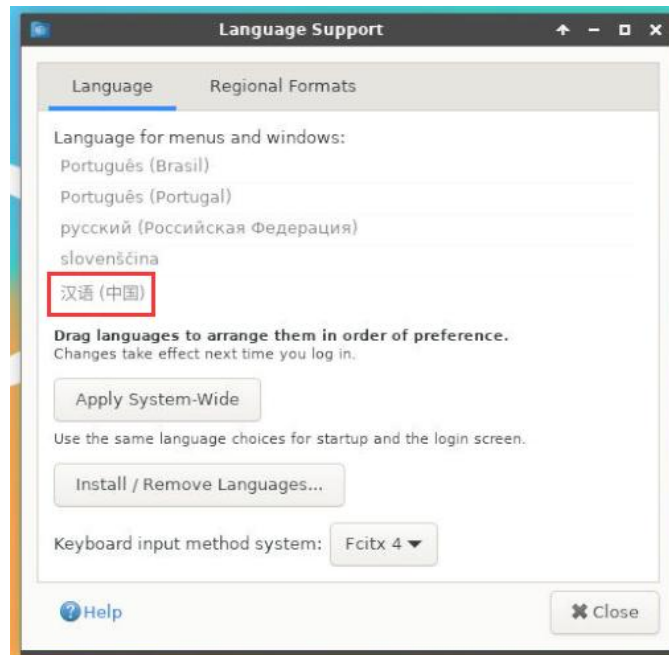 Language Support
Language Regional Formats
Language for menus and windows:
Português (Brasil)
Português (Portugal)
русский (Российская Федерация)
slovenščina
汉语 (中国)
Drag languages to arrange them in order of preference.
Changes take effect next time you log in.
Apply System-Wide
Use the same language choices for startup and the login screen.
Install / Remove Languages...
Keyboard input method system: Fcitx 4
Help Close